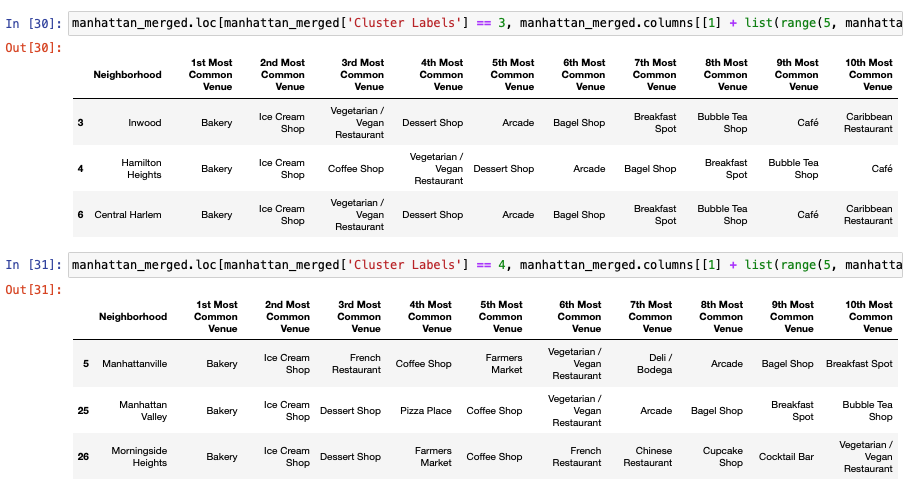 In [30]: manhattan_merged.loc[manhattan_merged['Cluster Labels'] == 3, manhattan_merged.columns[[1] + list(range(5, manhatta
Out[30]:
Neighborhood 1st Most Common Venue 2nd Most Common Venue 3rd Most Common Venue 4th Most Common Venue 5th Most Common Venue 6th Most Common Venue 7th Most Common Venue 8th Most Common Venue 9th Most Common Venue 10th Most Common Venue
3 Inwood Bakery Ice Cream Shop Vegetarian / Vegan Restaurant Dessert Shop Arcade Bagel Shop Breakfast Spot Bubble Tea Shop Café Caribbean Restaurant
4 Hamilton Heights Bakery Ice Cream Shop Coffee Shop Vegetarian / Vegan Restaurant Dessert Shop Arcade Bagel Shop Breakfast Spot Bubble Tea Shop Café
6 Central Harlem Bakery Ice Cream Shop Vegetarian / Vegan Restaurant Dessert Shop Arcade Bagel Shop Breakfast Spot Bubble Tea Shop Café Caribbean Restaurant
In [31]: manhattan_merged.loc[manhattan_merged['Cluster Labels'] == 4, manhattan_merged.columns[[1] + list(range(5, manhatta
Out[31]:
Neighborhood 1st Most Common Venue 2nd Most Common Venue 3rd Most Common Venue 4th Most Common Venue 5th Most Common Venue 6th Most Common Venue 7th Most Common Venue 8th Most Common Venue 9th Most Common Venue 10th Most Common Venue
5 Manhattanville Bakery Ice Cream Shop French Restaurant Coffee Shop Farmers Market Vegetarian / Vegan Restaurant Deli / Bodega Arcade Bagel Shop Breakfast Spot
25 Manhattan Valley Bakery Ice Cream Shop Dessert Shop Pizza Place Coffee Shop Vegetarian / Vegan Restaurant Arcade Bagel Shop Breakfast Spot Bubble Tea Shop
26 Morningside Heights Bakery Ice Cream Shop Dessert Shop Farmers Market Coffee Shop French Restaurant Chinese Restaurant Cupcake Shop Cocktail Bar Vegetarian / Vegan Restaurant